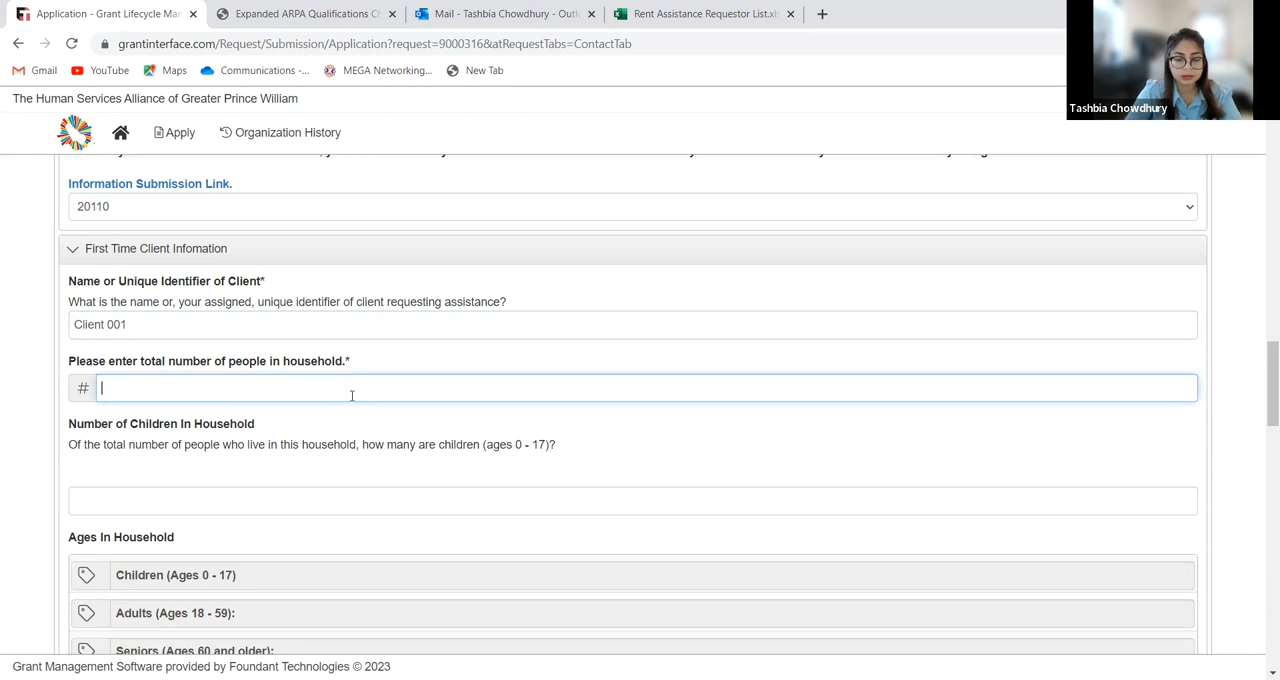 Application - Grant Lifecycle Mar
Expanded ARPA Qualifications C
Mail - Tashbia Chowdhury - Outl
Rent Assistance Requestor List.xl
grantinterface.com/Request/Submission/Application?request=9000316&atRequestTabs=ContactTab
Gmail
YouTube
Maps
Communications -...
MEGA Networking...
New Tab
Tashbia Chowdhury
The Human Services Alliance of Greater Prince William
Apply
Organization History
Information Submission Link.
20110
First Time Client Infomation
Name or Unique Identifier of Client*
What is the name or, your assigned, unique identifier of client requesting assistance?
Client 001
Please enter total number of people in household.*
#
Number of Children In Household
Of the total number of people who live in this household, how many are children (ages 0 - 17)?
Ages In Household
Children (Ages 0 - 17)
Adults (Ages 18 - 59):
Seniors (Ages 60 and older):
Grant Management Software provided by Foundant Technologies © 2023